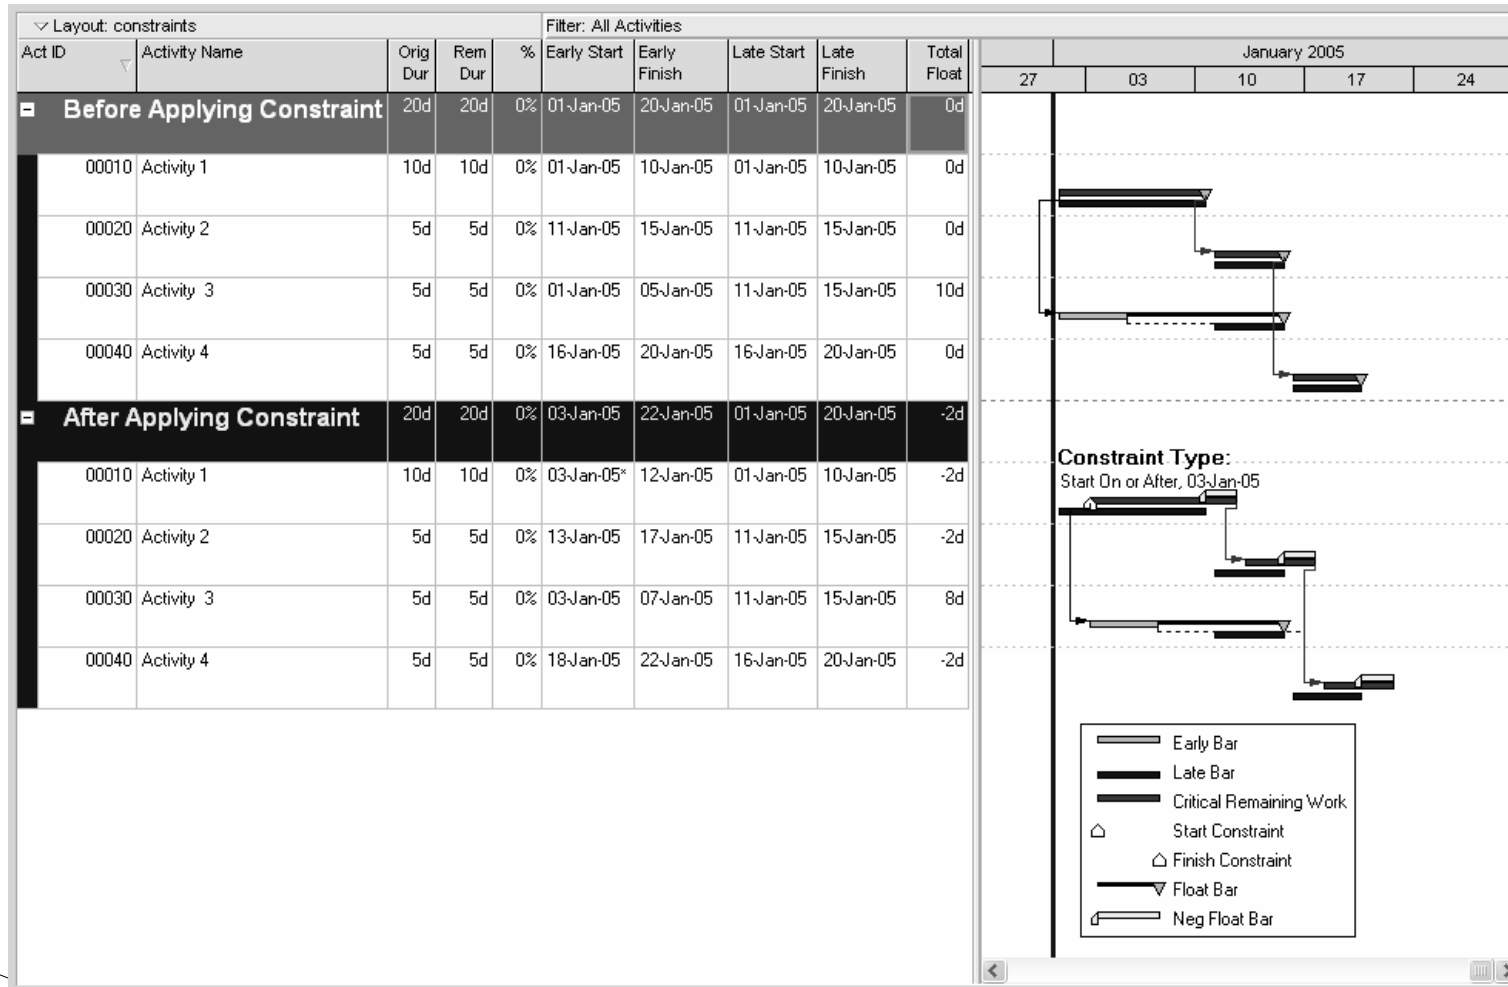 Layout: constraints Filter: All Activities
Act ID Activity Name Orig Dur Rem Dur % Early Start Early Finish Late Start Late Finish Total Float
January 2005
27 03 10 17 24
Before Applying Constraint 20d 20d 0% 01-Jan-05 20-Jan-05 01-Jan-05 20-Jan-05 0d
00010 Activity 1 10d 10d 0% 01-Jan-05 10-Jan-05 01-Jan-05 10-Jan-05 0d
00020 Activity 2 5d 5d 0% 11-Jan-05 15-Jan-05 11-Jan-05 15-Jan-05 0d
00030 Activity 3 5d 5d 0% 01-Jan-05 05-Jan-05 11-Jan-05 15-Jan-05 10d
00040 Activity 4 5d 5d 0% 16-Jan-05 20-Jan-05 16-Jan-05 20-Jan-05 0d
After Applying Constraint 20d 20d 0% 03-Jan-05 22-Jan-05 01-Jan-05 20-Jan-05 -2d
00010 Activity 1 10d 10d 0% 03-Jan-05* 12-Jan-05 01-Jan-05 10-Jan-05 -2d
00020 Activity 2 5d 5d 0% 13-Jan-05 17-Jan-05 11-Jan-05 15-Jan-05 -2d
00030 Activity 3 5d 5d 0% 03-Jan-05 07-Jan-05 11-Jan-05 15-Jan-05 8d
00040 Activity 4 5d 5d 0% 18-Jan-05 22-Jan-05 16-Jan-05 20-Jan-05 -2d
Constraint Type:
Start On or After, 03-Jan-05
Early Bar
Late Bar
Critical Remaining Work
Start Constraint
Finish Constraint
Float Bar
Neg Float Bar